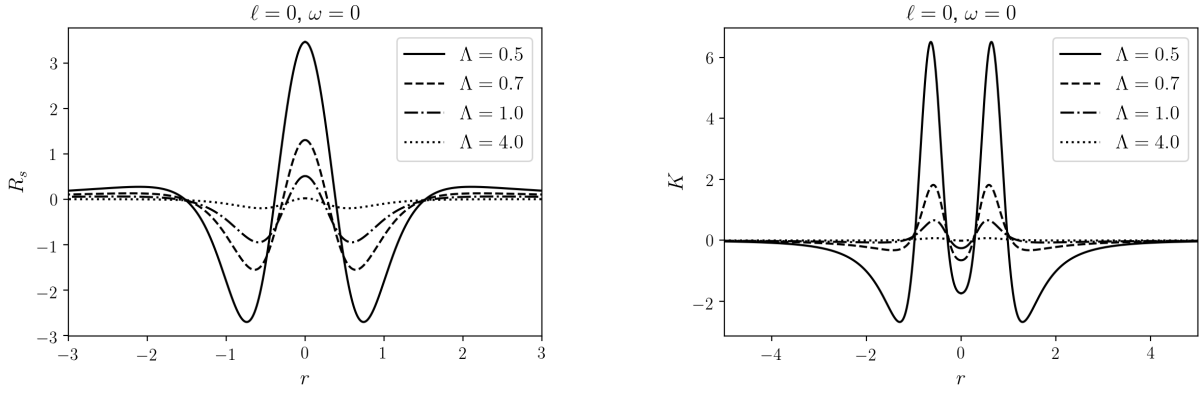 ℓ = 0, ω = 0
R_s
3
2
1
0
−1
−2
−3
−3 −2 −1 0 1 2 3
r
Λ = 0.5
Λ = 0.7
Λ = 1.0
Λ = 4.0
ℓ = 0, ω = 0
K
6
4
2
0
−2
−4 −2 0 2 4
r
Λ = 0.5
Λ = 0.7
Λ = 1.0
Λ = 4.0